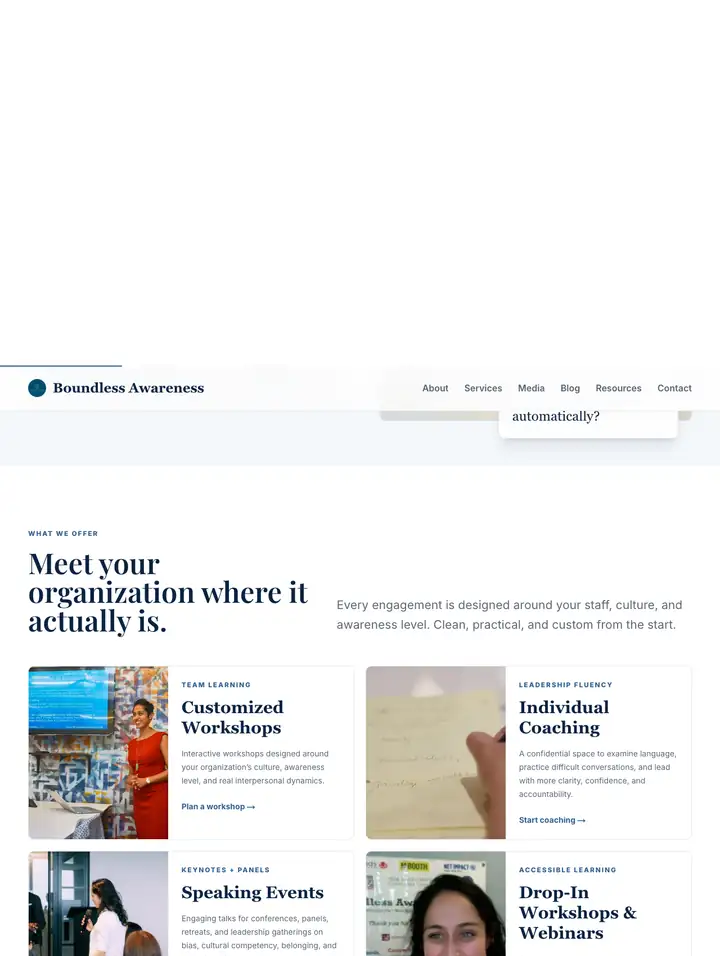 Boundless Awareness
About
Services
Media
Blog
Resources
Contact
automatically?
WHAT WE OFFER
Meet your
organization where it
actually is.
Every engagement is designed around your staff, culture, and
awareness level. Clean, practical, and custom from the start.
TEAM LEARNING
Customized
Workshops
Interactive workshops designed around
your organization's culture, awareness
level, and real interpersonal dynamics.
Plan a workshop →
LEADERSHIP FLUENCY
Individual
Coaching
A confidential space to examine language,
practice difficult conversations, and lead
with more clarity, confidence, and
accountability.
Start coaching →
KEYNOTES + PANELS
Speaking Events
Engaging talks for conferences, panels,
retreats, and leadership gatherings on
bias, cultural competency, belonging, and
BOOTH
NET IMPACT
ACCESSIBLE LEARNING
Drop-In
Workshops &
Webinars